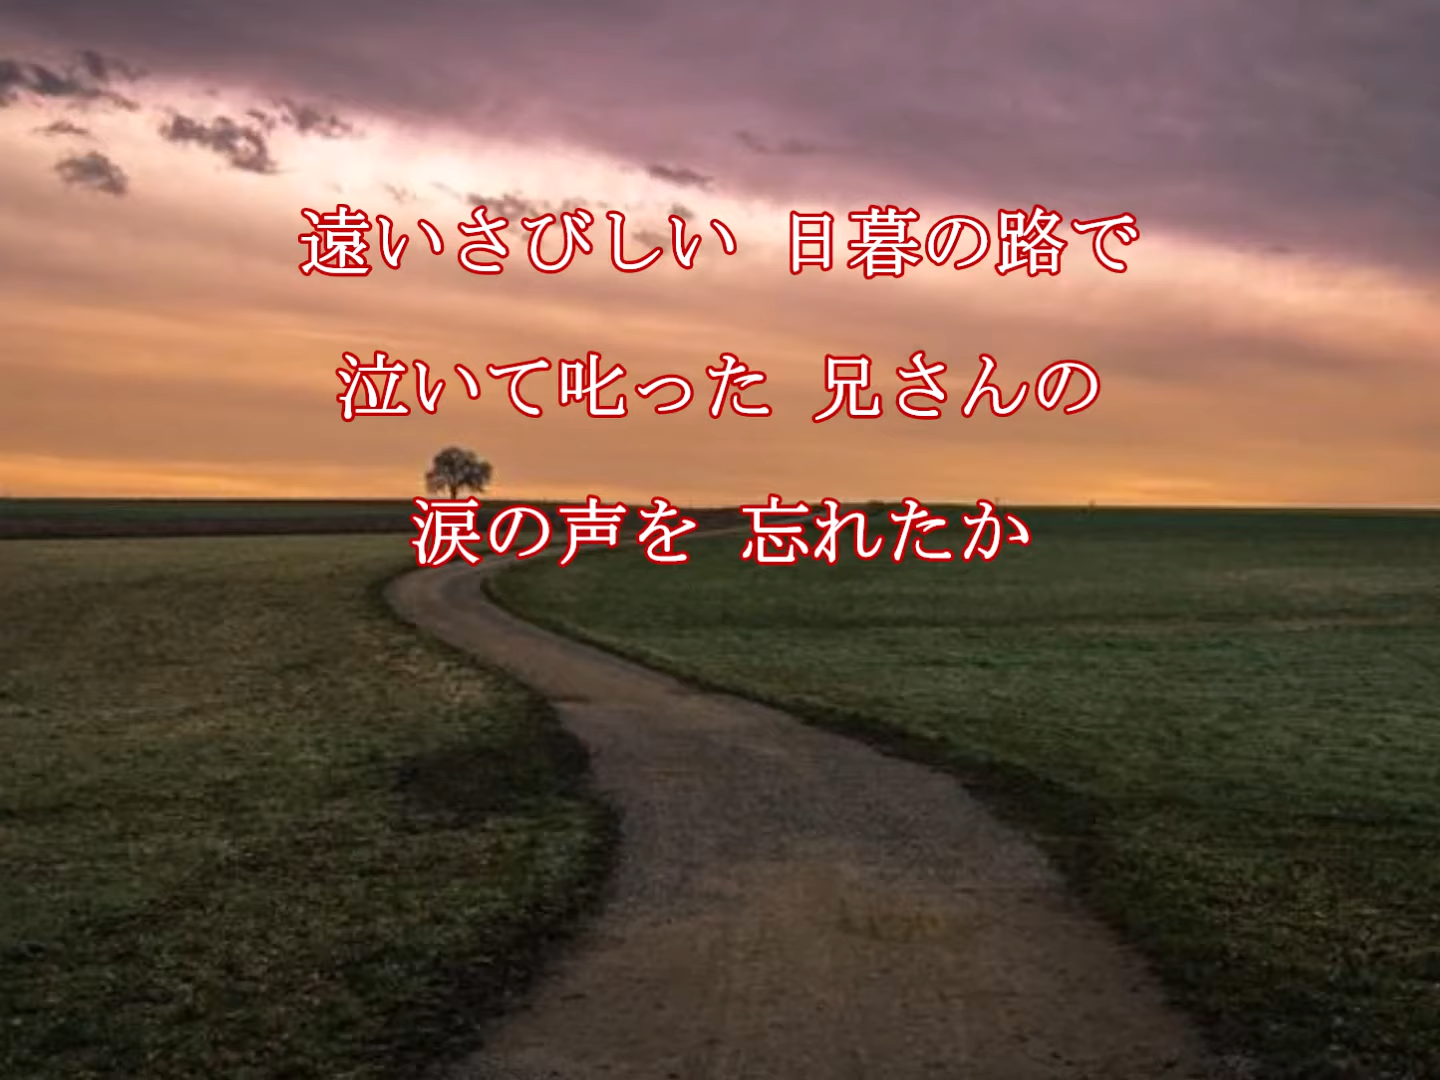 遠いさびしい 日暮の路で
泣いて叱った 兄さんの
涙の声を 忘れたか